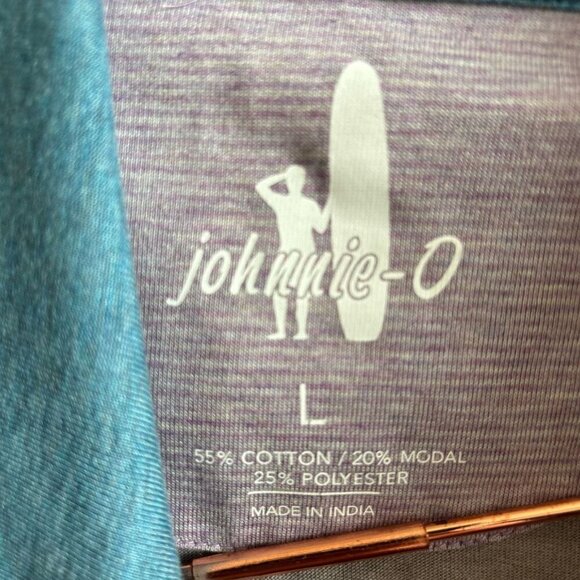 johnnie-O
L
55% COTTON / 20% MODAL
25% POLYESTER
MADE IN INDIA